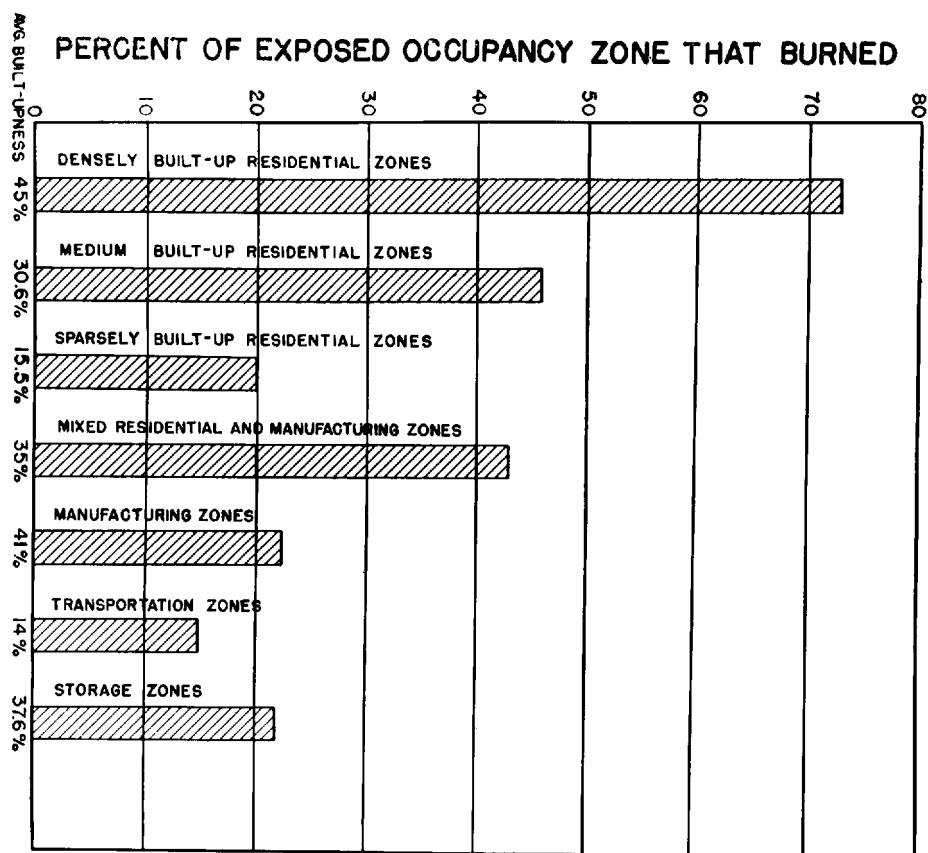 PERCENT OF EXPOSED OCCUPANCY ZONE THAT BURNED
AVG. BUILT-UPNESS
0 10 20 30 40 50 60 70 80
DENSELY BUILT-UP RESIDENTIAL ZONES
45%
MEDIUM BUILT-UP RESIDENTIAL ZONES
30.6%
SPARSELY BUILT-UP RESIDENTIAL ZONES
15.5%
MIXED RESIDENTIAL AND MANUFACTURING ZONES
35%
MANUFACTURING ZONES
41%
TRANSPORTATION ZONES
14%
STORAGE ZONES
37.6%